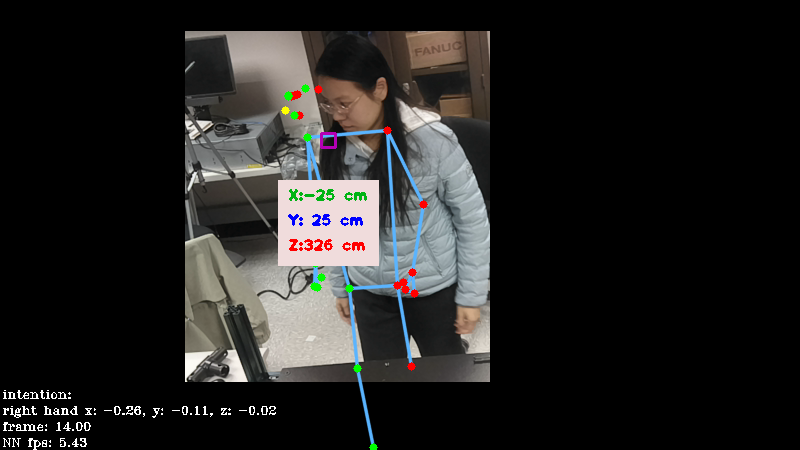 FANUC
X:-25 cm
Y: 25 cm
Z:326 cm
intention:
right hand x: -0.26, y: -0.11, z: -0.02
frame: 14.00
NN fps: 5.43